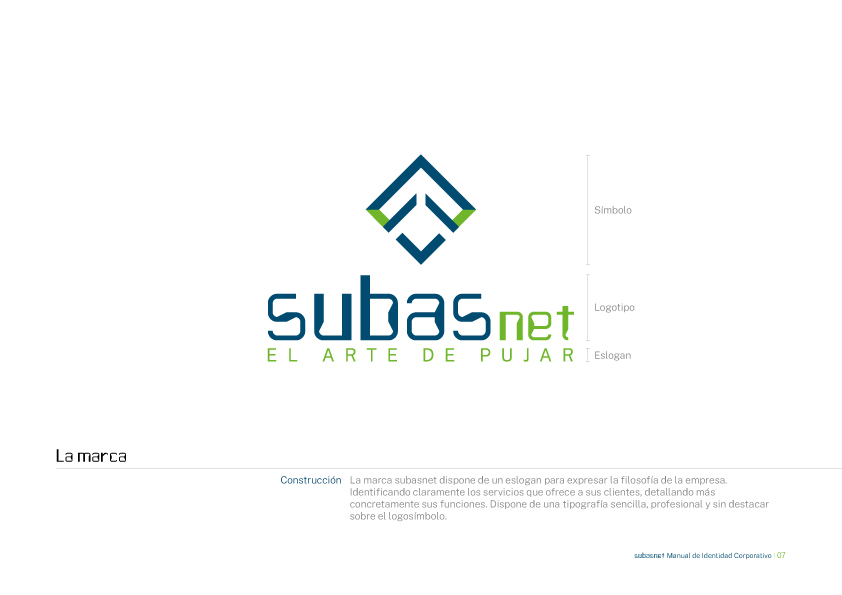 Símbolo
subasnet
Logotipo
EL ARTE DE PUJAR
Eslogan
La marca
Construcción
La marca subasnet dispone de un eslogan para expresar la filosofía de la empresa.
Identificando claramente los servicios que ofrece a sus clientes, detallando más
concretamente sus funciones. Dispone de una tipografía sencilla, profesional y sin destacar
sobre el logosímbolo.
subasnet Manual de Identidad Corporativo | 07